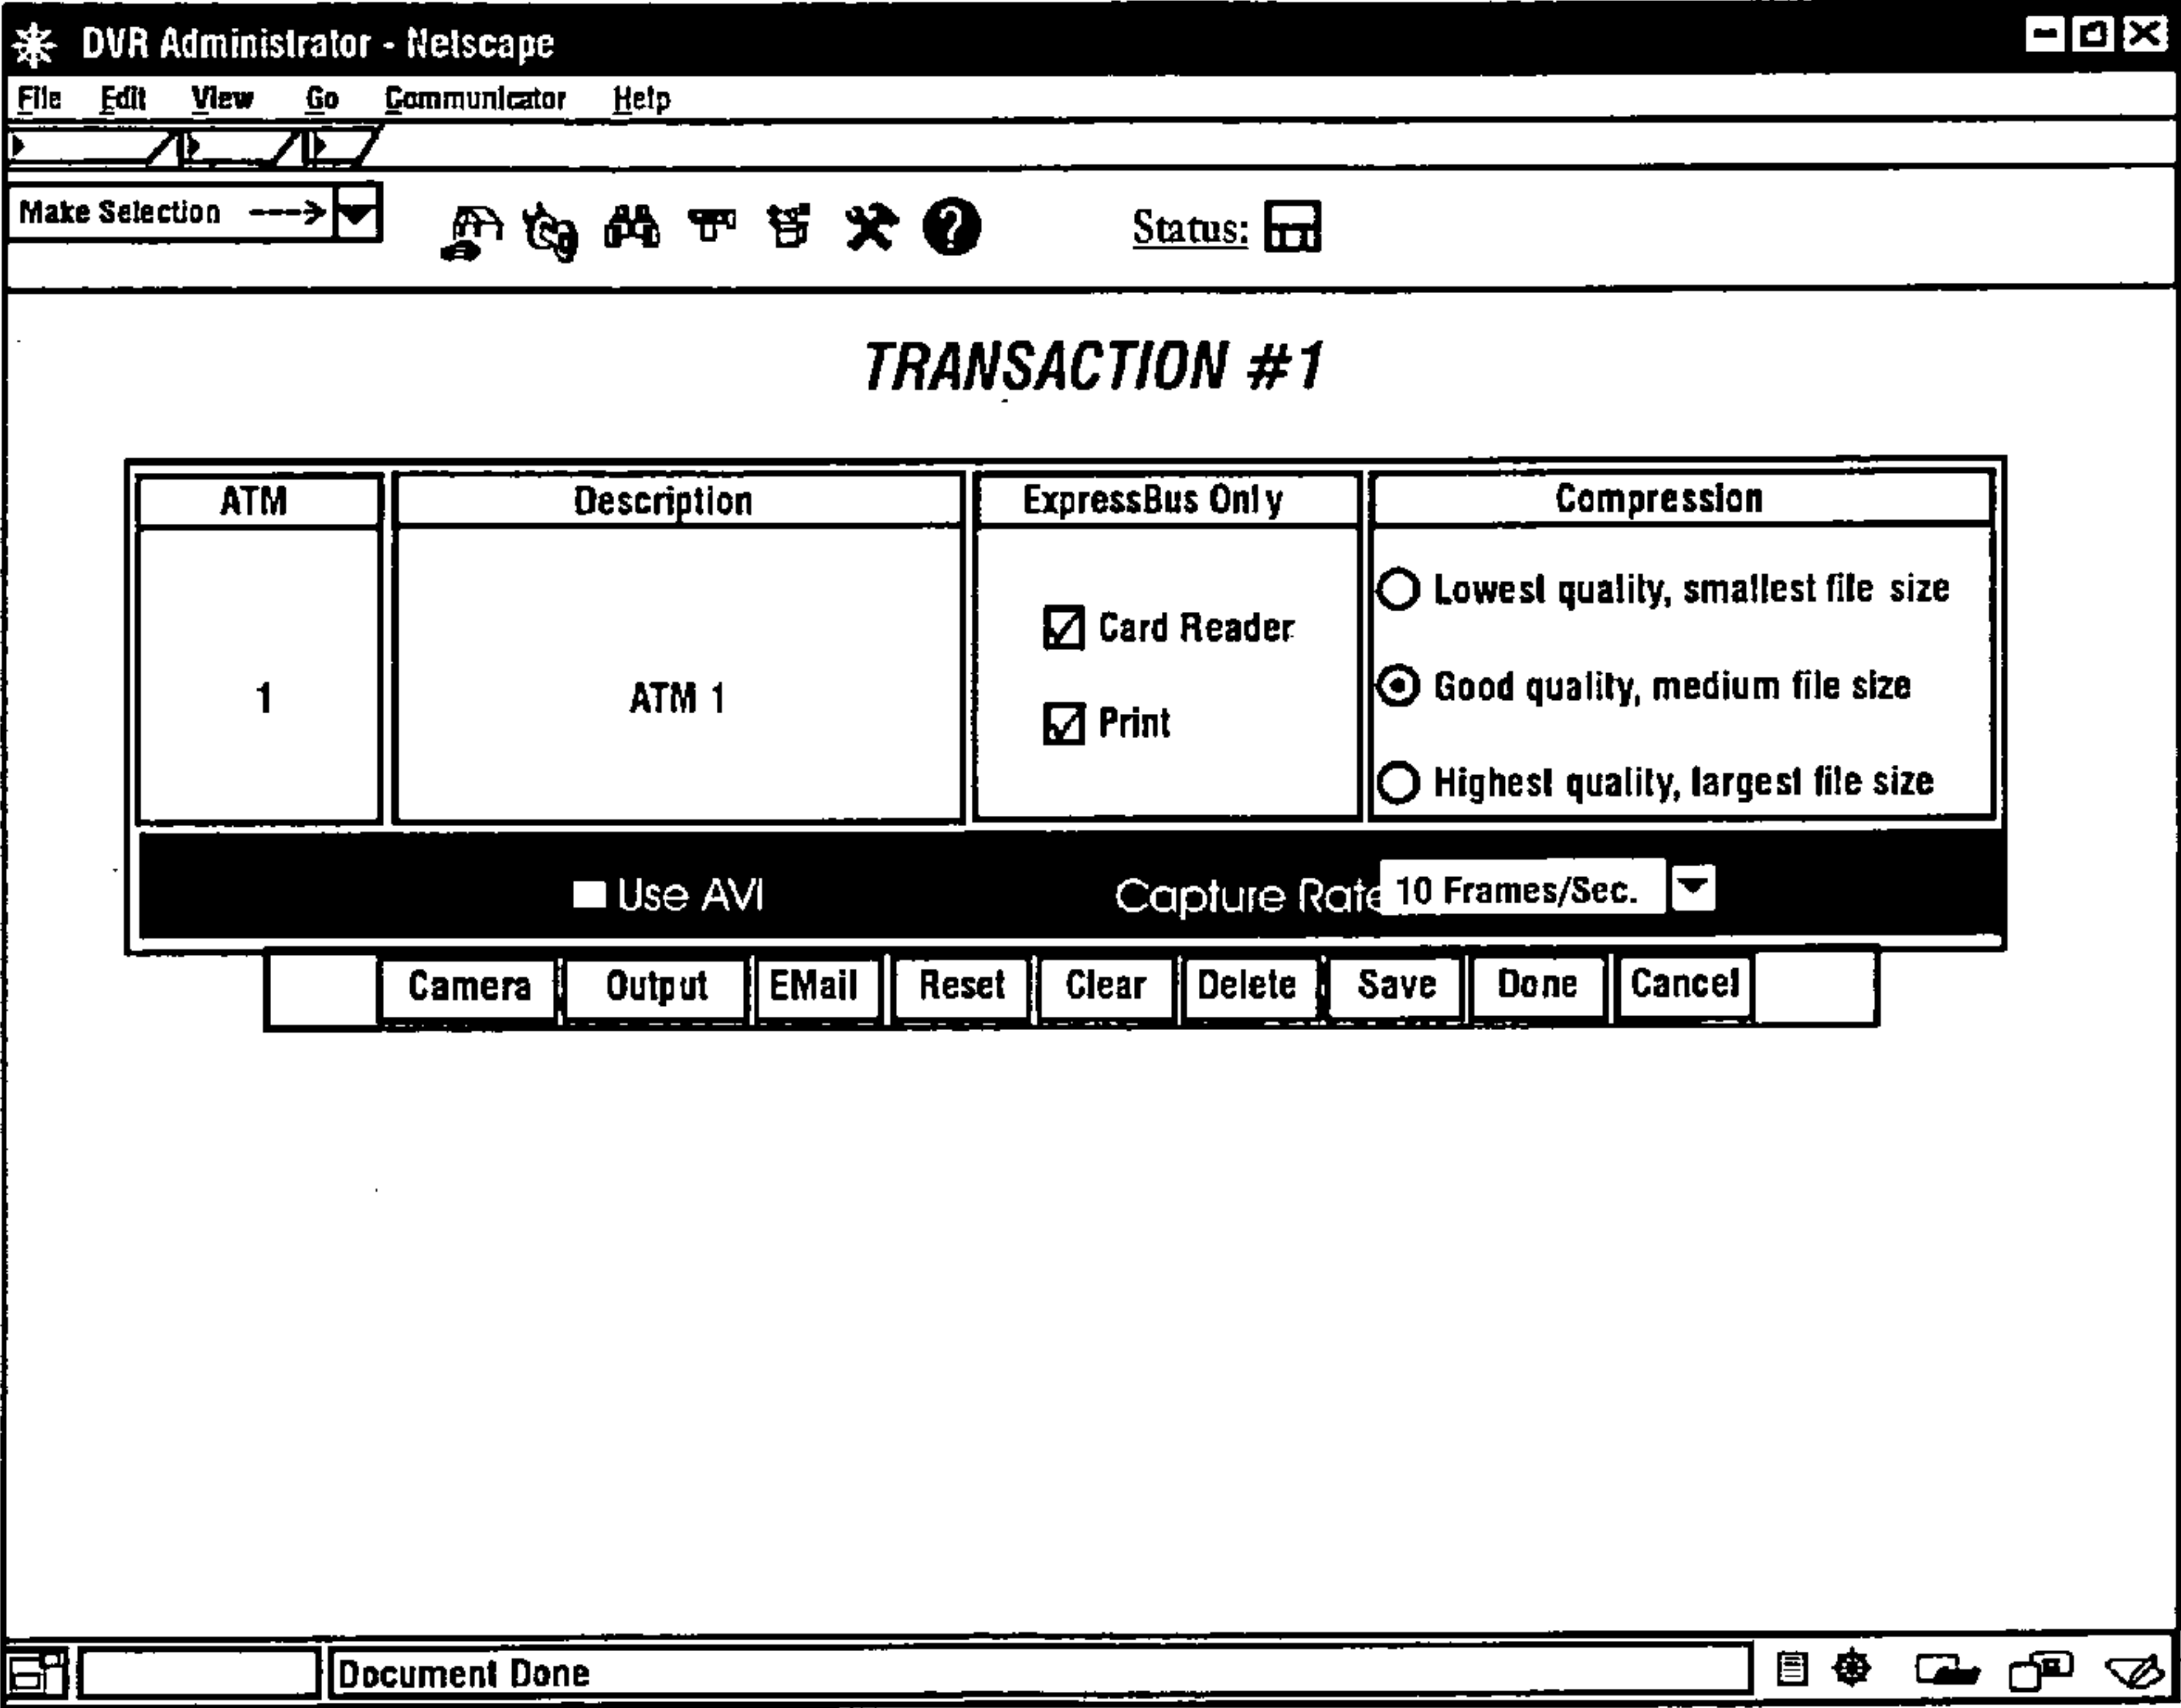 DVR Administrator - Netscape
File Edit View Go Communicator Help
Make Selection ---> Status:
TRANSACTION #1
ATM Description ExpressBus Only Compression
Lowest quality, smallest file size
Card Reader
1 ATM 1 Good quality, medium file size
Print
Highest quality, largest file size
Use AVI Capture Rate 10 Frames/Sec.
Camera Output EMail Reset Clear Delete Save Done Cancel
Document Done